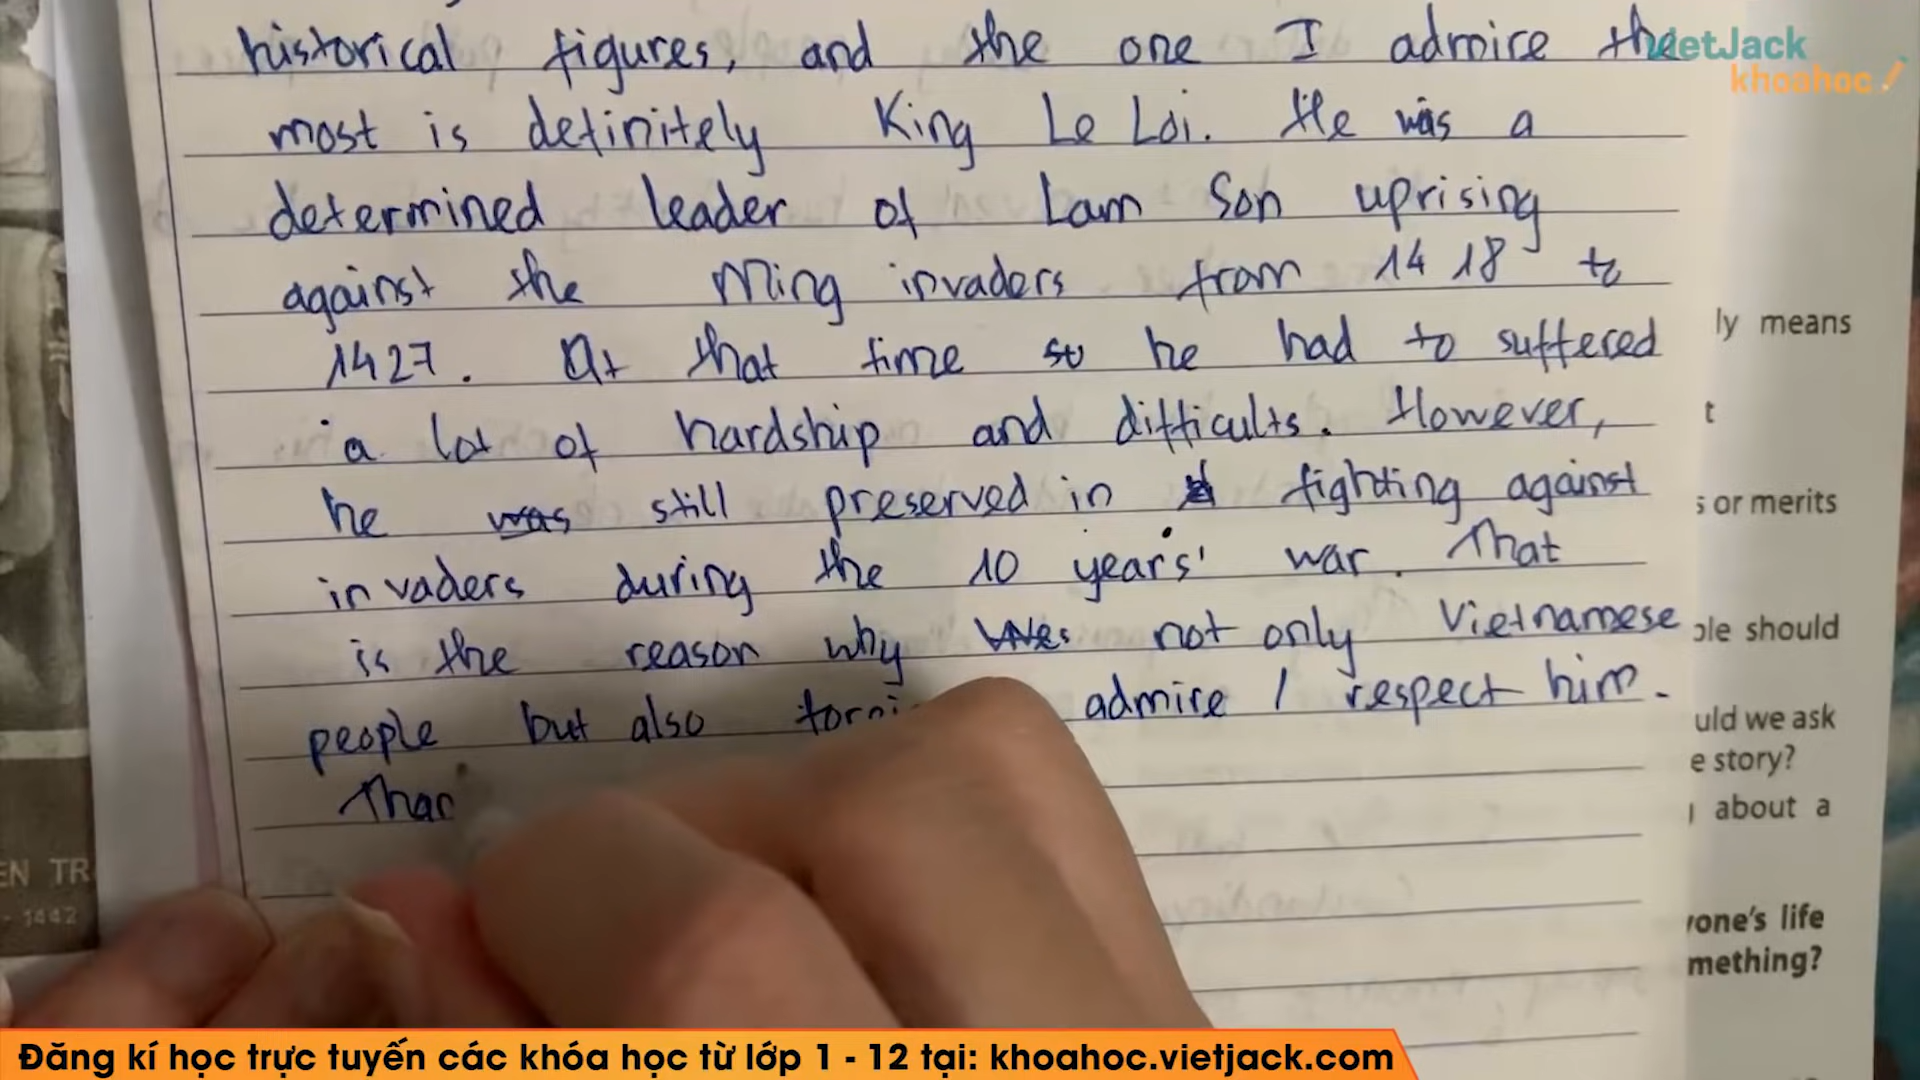 historical figures, and the one I admire the
most is definitely King Le Loi. He was a
determined leader of Lam Son uprising
against the Ming invaders from 1418 to
1427. At that time so he had to suffered
a lot of hardship and difficults. However,
he was still preserved in fighting against
invaders during the 10 years' war. That
is the reason why not only Vietnamese
people but also admire / respect him.
VietJack
khoahoc
ly means
t
s or merits
ple should
uld we ask
e story?
about a
yone's life
mething?
EN TR
- 1442
Đăng kí học trực tuyến các khóa học từ lớp 1 - 12 tại: khoahoc.vietjack.com